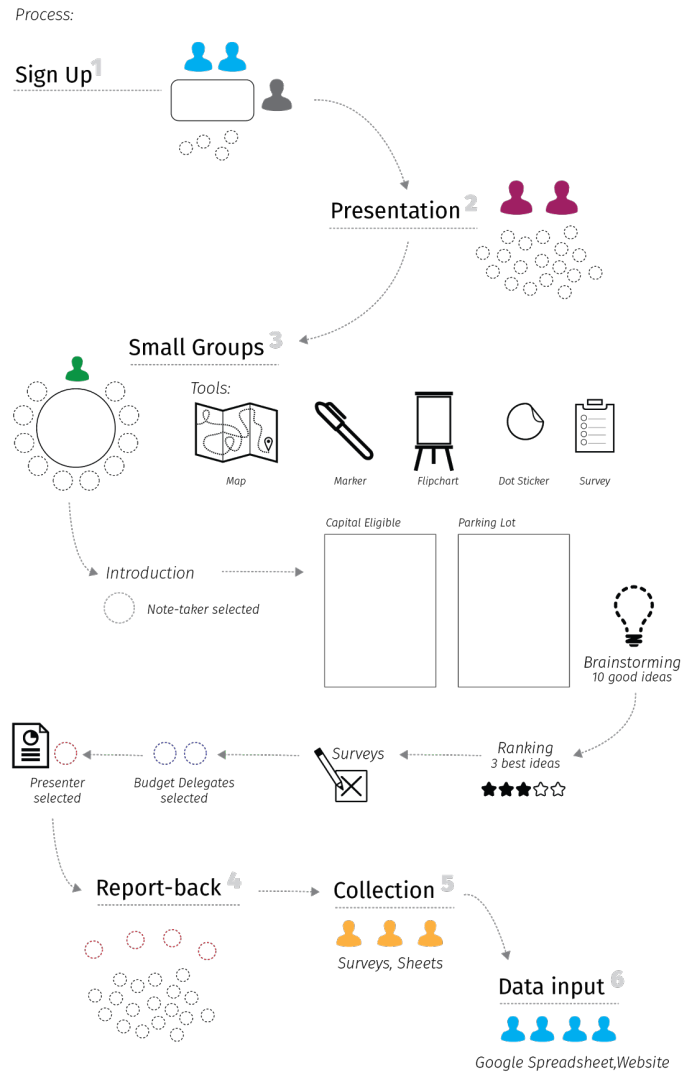 Process:
Sign Up 1
Presentation 2
Small Groups 3
Tools:
Map
Marker
Flipchart
Dot Sticker
Survey
Capital Eligible
Parking Lot
Introduction
Note-taker selected
Brainstorming
10 good ideas
Ranking
3 best ideas
Surveys
Budget Delegates
selected
Presenter
selected
Report-back 4
Collection 5
Surveys, Sheets
Data input 6
Google Spreadsheet,Website